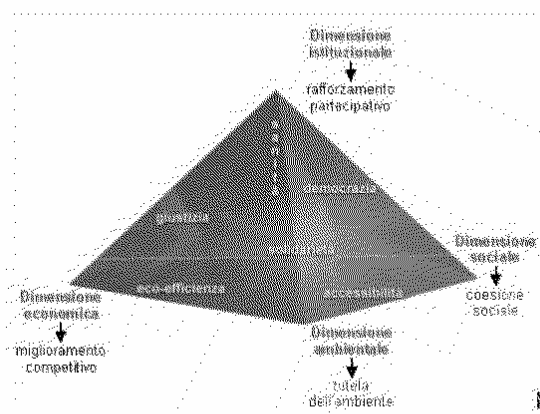 Dimensione
istituzionale
rafforzamento
partecipativo
democrazia
giustizia
Dimensione
sociale
coesione
sociale
eco-efficienza
accessibilità
Dimensione
economica
miglioramento
competitivo
Dimensione
ambientale
tutela
dell'ambiente